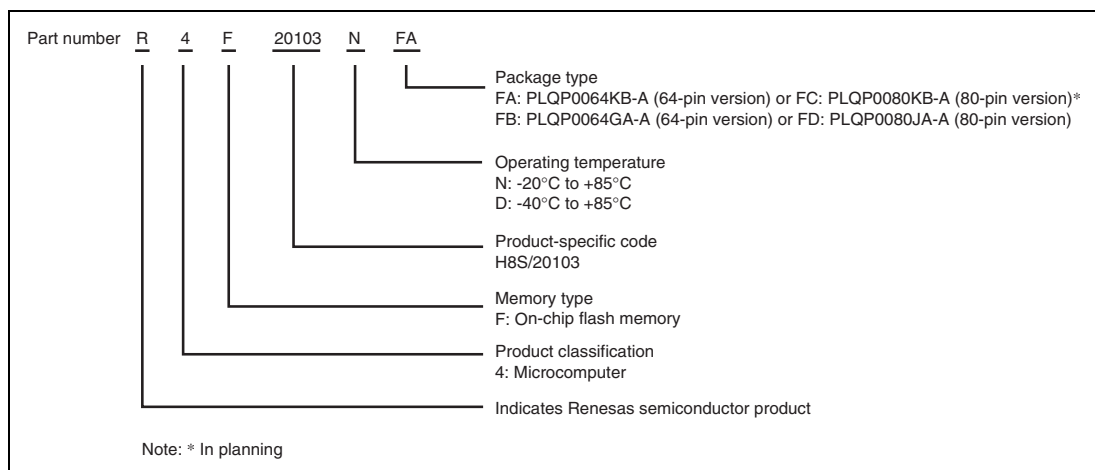 Part number R 4 F 20103 N FA
Package type
FA: PLQP0064KB-A (64-pin version) or FC: PLQP0080KB-A (80-pin version)*
FB: PLQP0064GA-A (64-pin version) or FD: PLQP0080JA-A (80-pin version)
Operating temperature
N: -20°C to +85°C
D: -40°C to +85°C
Product-specific code
H8S/20103
Memory type
F: On-chip flash memory
Product classification
4: Microcomputer
Indicates Renesas semiconductor product
Note: * In planning